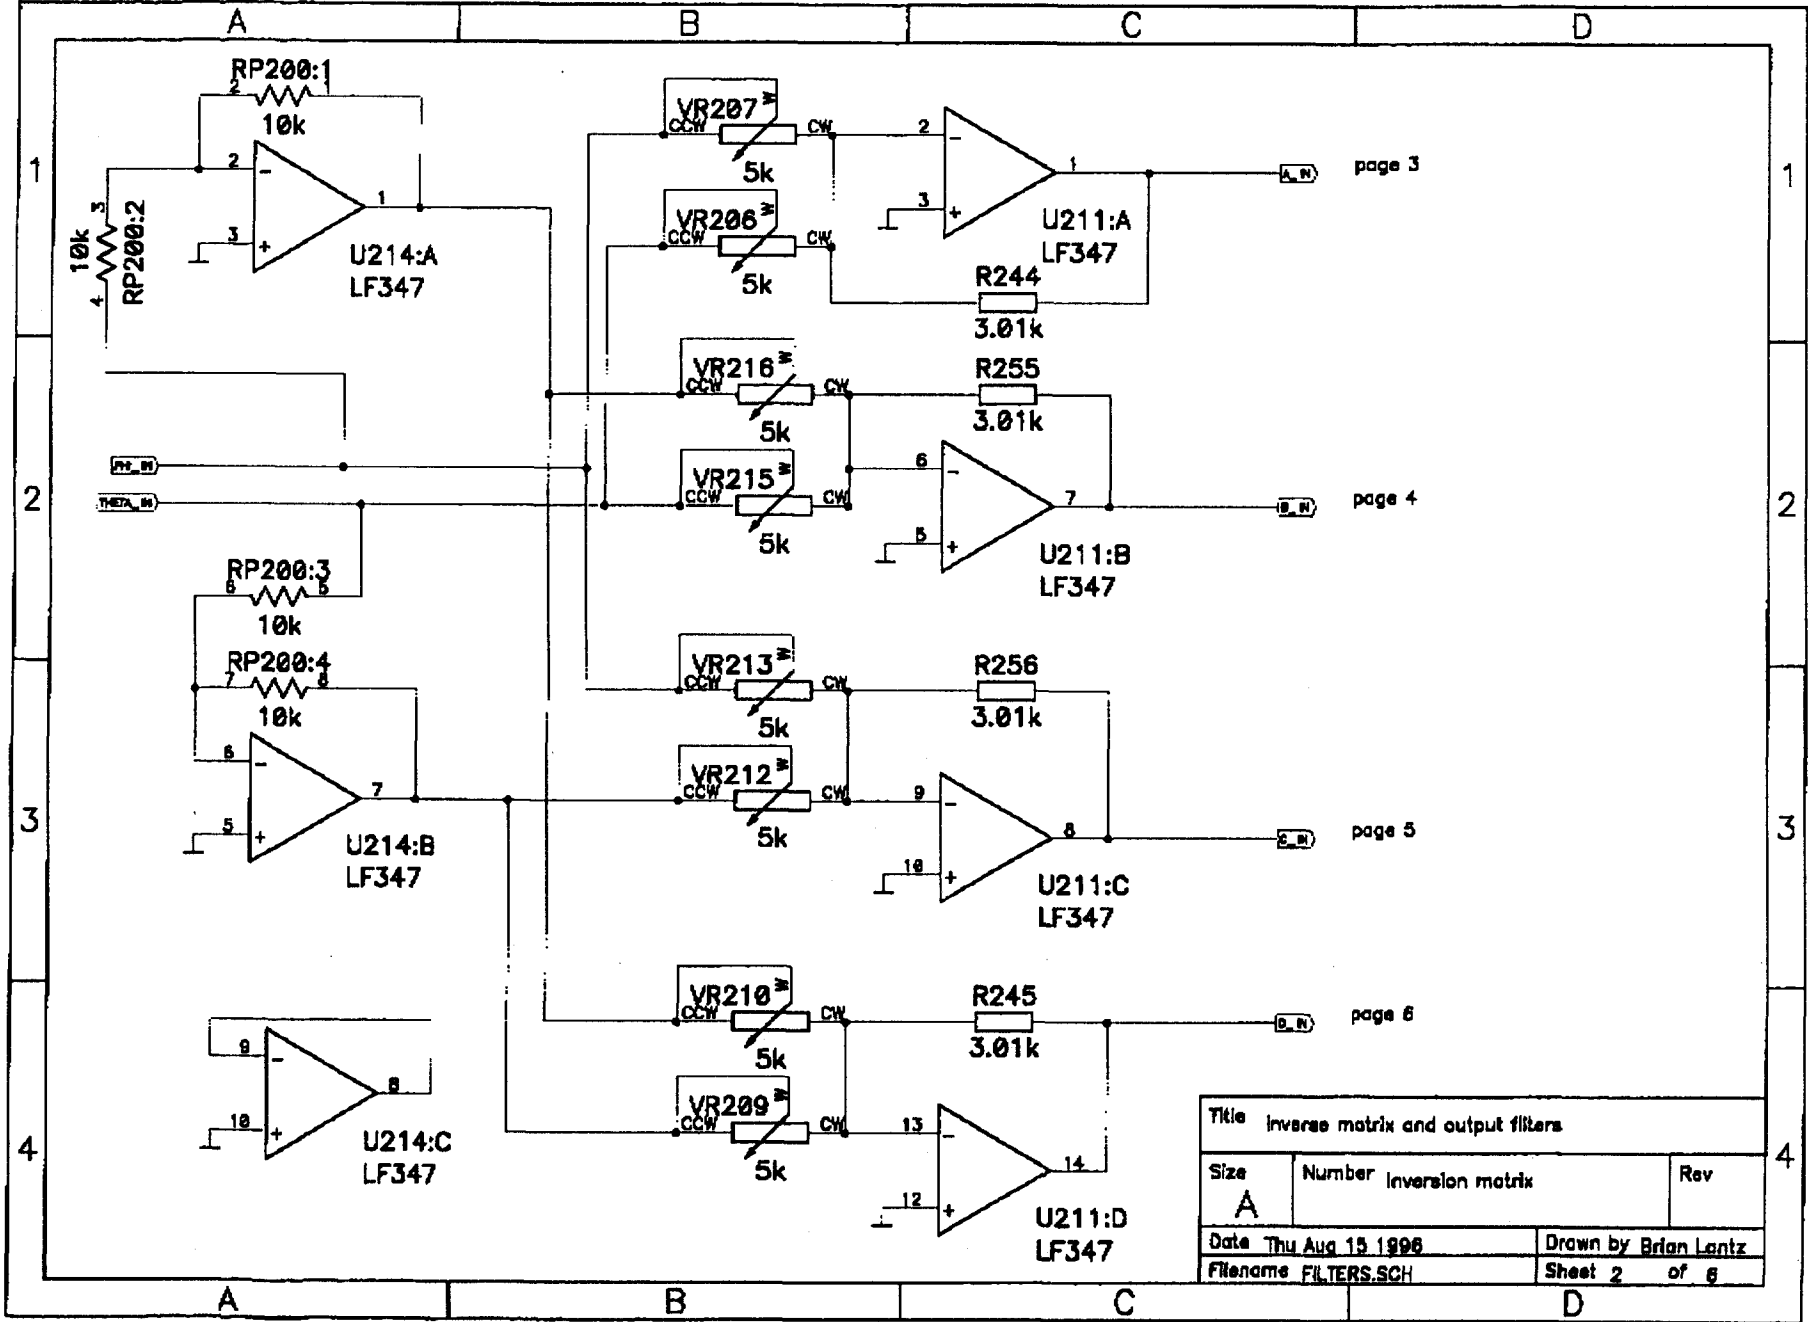 A B C D
RP200:1
2 1
10k
2
1
3
U214:A
LF347
3
10k
RP200:2
4
VR207 W
CCW CW
5k
VR206 W
CCW CW
5k
2
1
3
U211:A
LF347
R244
3.01k
A_IN
page 3
1 1
VR216 W
CCW CW
5k
VR215 W
CCW CW
5k
R255
3.01k
6
7
5
U211:B
LF347
B_IN
page 4
PHI_IN
THETA_IN
2 2
RP200:3
6 5
10k
RP200:4
7 8
10k
6
7
5
U214:B
LF347
VR213 W
CCW CW
5k
VR212 W
CCW CW
5k
R256
3.01k
9
8
10
U211:C
LF347
C_IN
page 5
3 3
9
8
10
U214:C
LF347
VR210 W
CCW CW
5k
VR209 W
CCW CW
5k
R245
3.01k
13
14
12
U211:D
LF347
D_IN
page 6
4 4
Title Inverse matrix and output filters
Size A
Number Inversion matrix
Rev
Date Thu Aug 15 1996
Drawn by Brian Lantz
Filename FILTERS.SCH
Sheet 2 of 6
A B C D